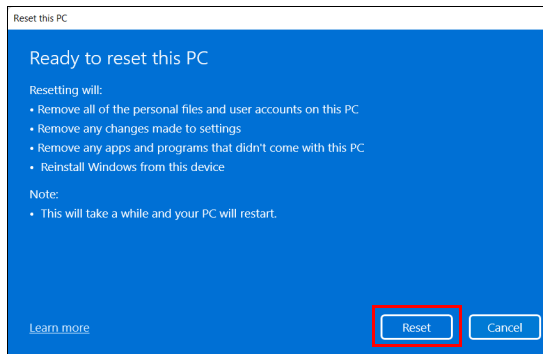 Reset this PC
Ready to reset this PC
Resetting will:
• Remove all of the personal files and user accounts on this PC
• Remove any changes made to settings
• Remove any apps and programs that didn't come with this PC
• Reinstall Windows from this device
Note:
• This will take a while and your PC will restart.
Learn more
Reset
Cancel